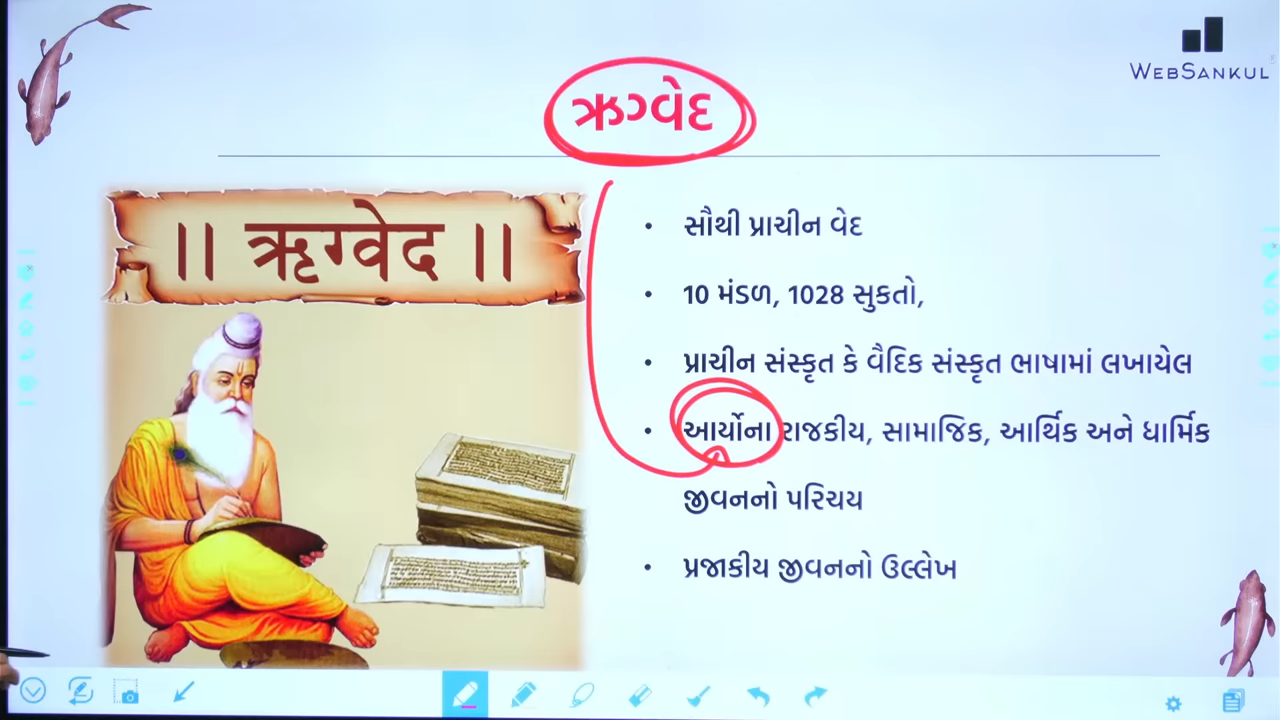 WEBSANKUL
ઋગ્વેદ
।। ऋग्वेद ।।
• સૌથી પ્રાચીન વેદ
• 10 મંડળ, 1028 સુકતો,
• પ્રાચીન સંસ્કૃત કે વૈદિક સંસ્કૃત ભાષામાં લખાયેલ
• આર્યોના રાજકીય, સામાજિક, આર્થિક અને ધાર્મિક
જીવનનો પરિચય
• પ્રજાકીય જીવનનો ઉલ્લેખ